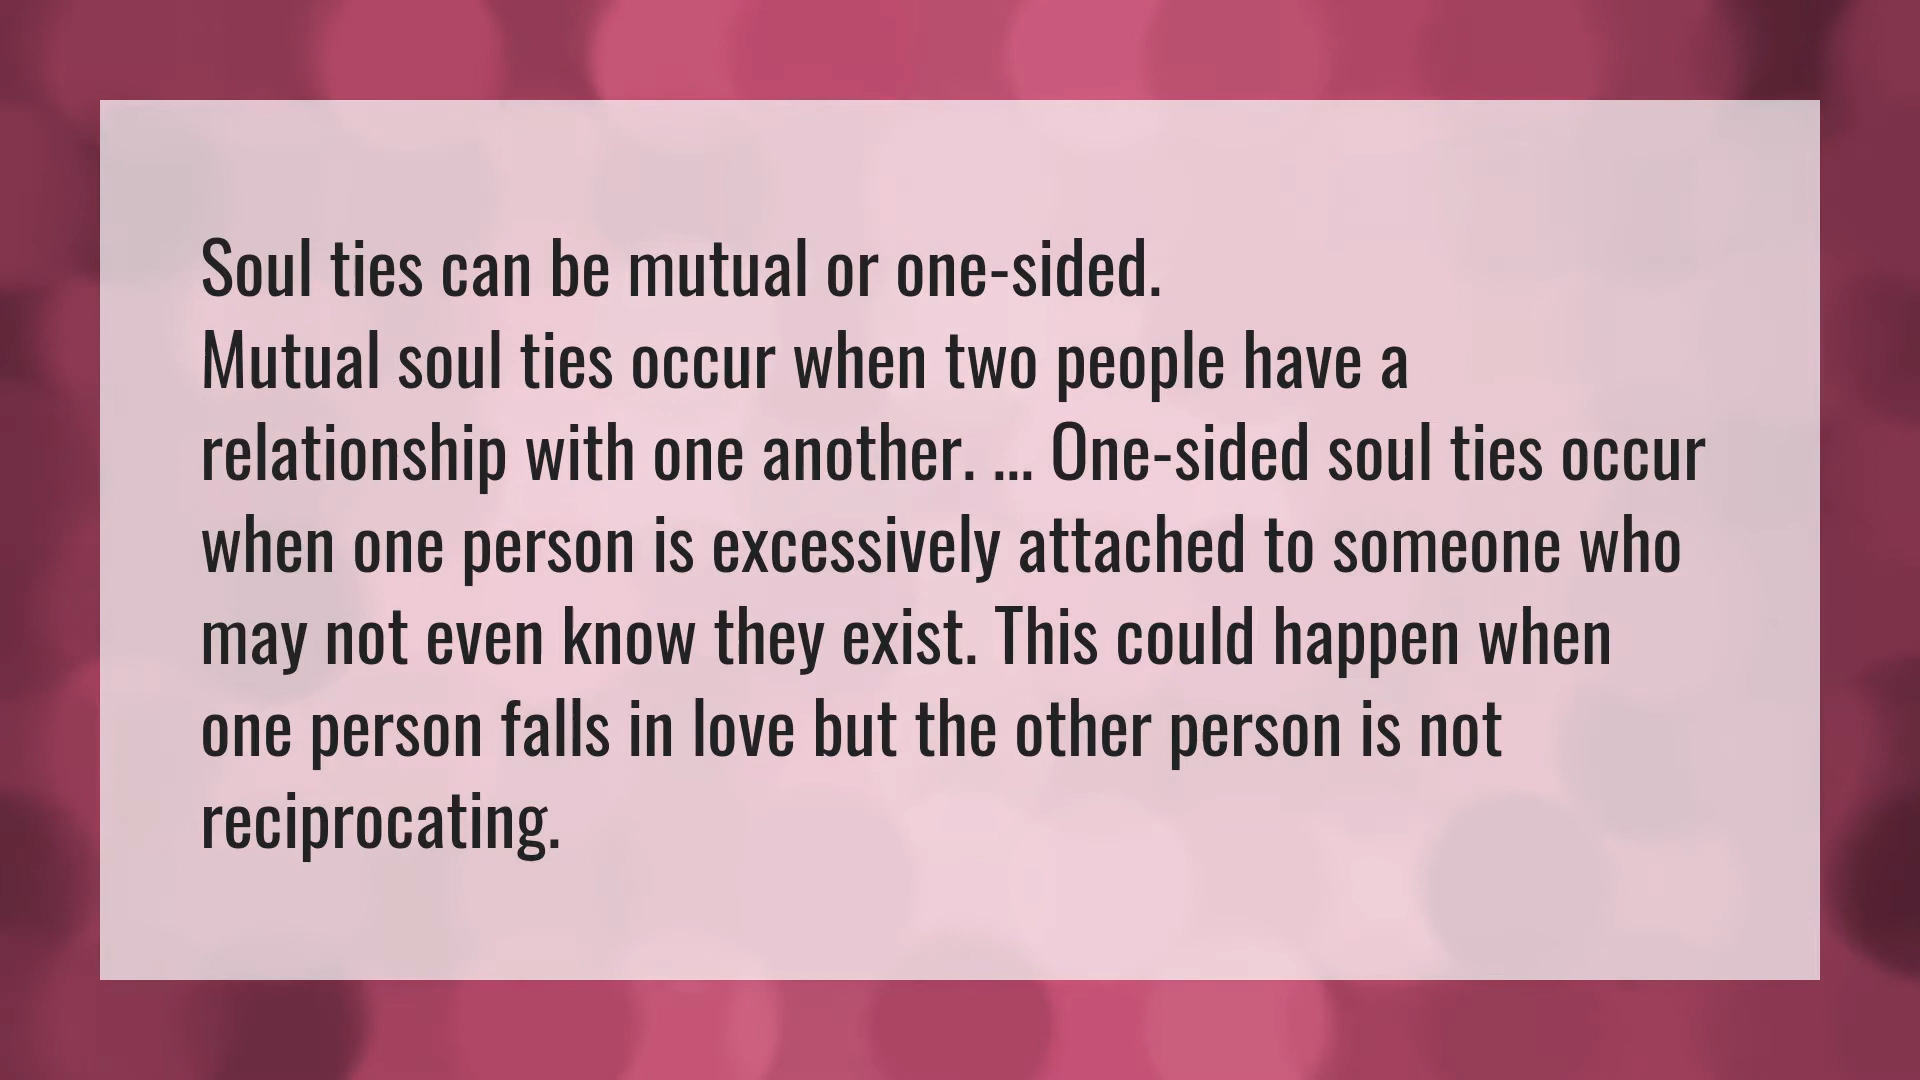 Soul ties can be mutual or one-sided.
Mutual soul ties occur when two people have a
relationship with one another. ... One-sided soul ties occur
when one person is excessively attached to someone who
may not even know they exist. This could happen when
one person falls in love but the other person is not
reciprocating.